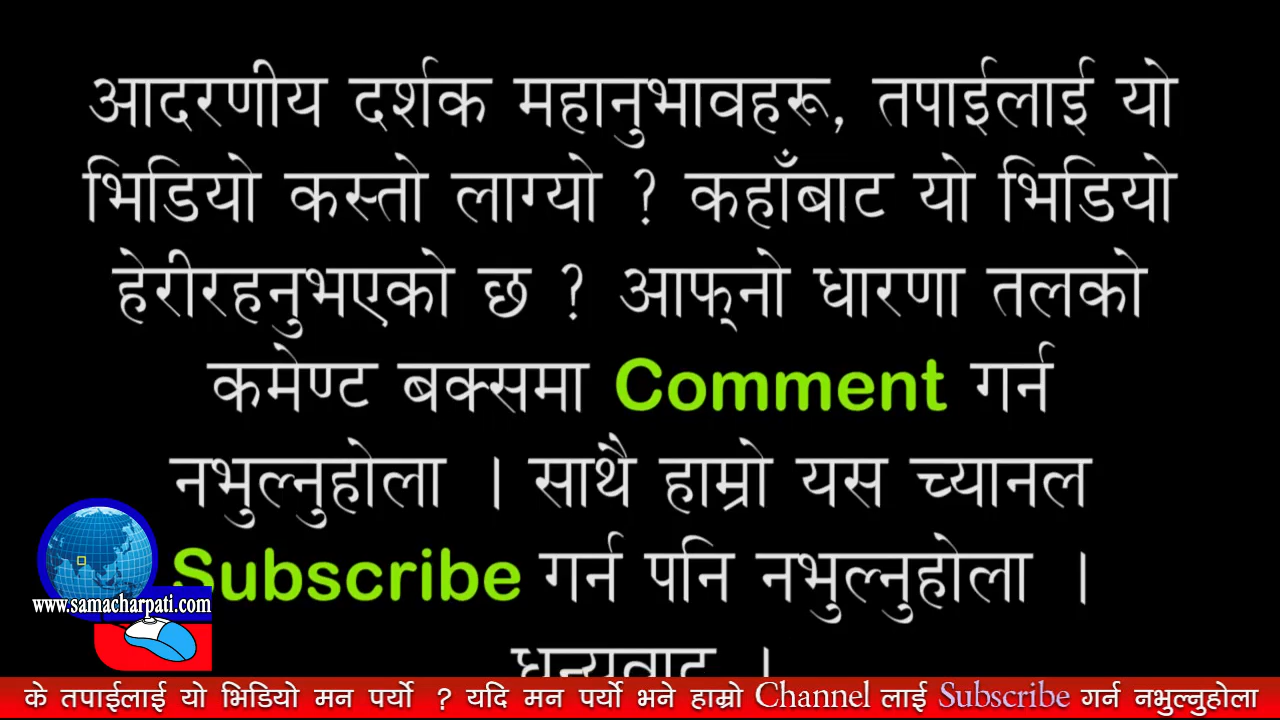 आदरणीय दर्शक महानुभावहरू, तपाईलाई यो
भिडियो कस्तो लाग्यो ? कहाँबाट यो भिडियो
हेरीरहनुभएको छ ? आफ्‌नो धारणा तलको
कमेण्ट बक्समा Comment गर्न
नभुल्नुहोला । साथै हाम्रो यस च्यानल
Subscribe गर्न पनि नभुल्नुहोला ।
धन्यवाद ।
www.samacharpati.com
के तपाईलाई यो भिडियो मन पर्यो ? यदि मन पर्यो भने हाम्रो Channel लाई Subscribe गर्न नभुल्नुहोला